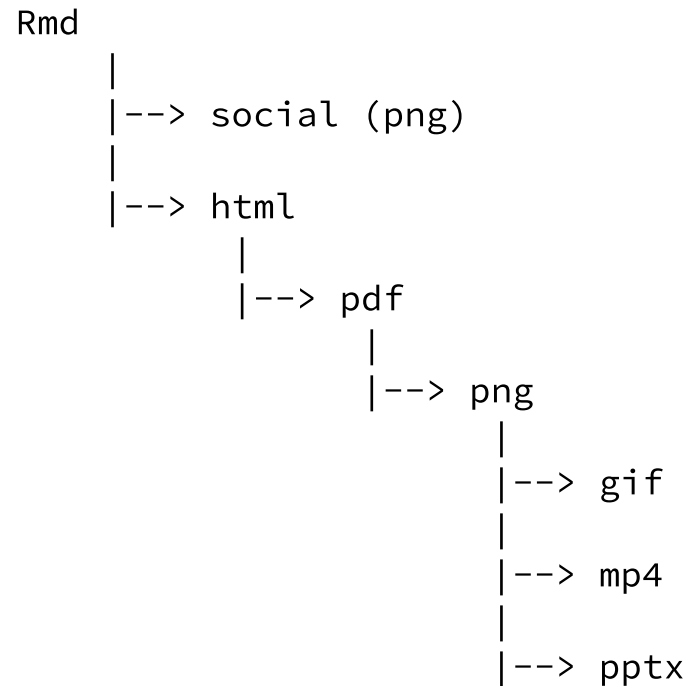 Rmd
|
|--> social (png)
|
|--> html
|
|--> pdf
|
|--> png
|
|--> gif
|
|--> mp4
|
|--> pptx